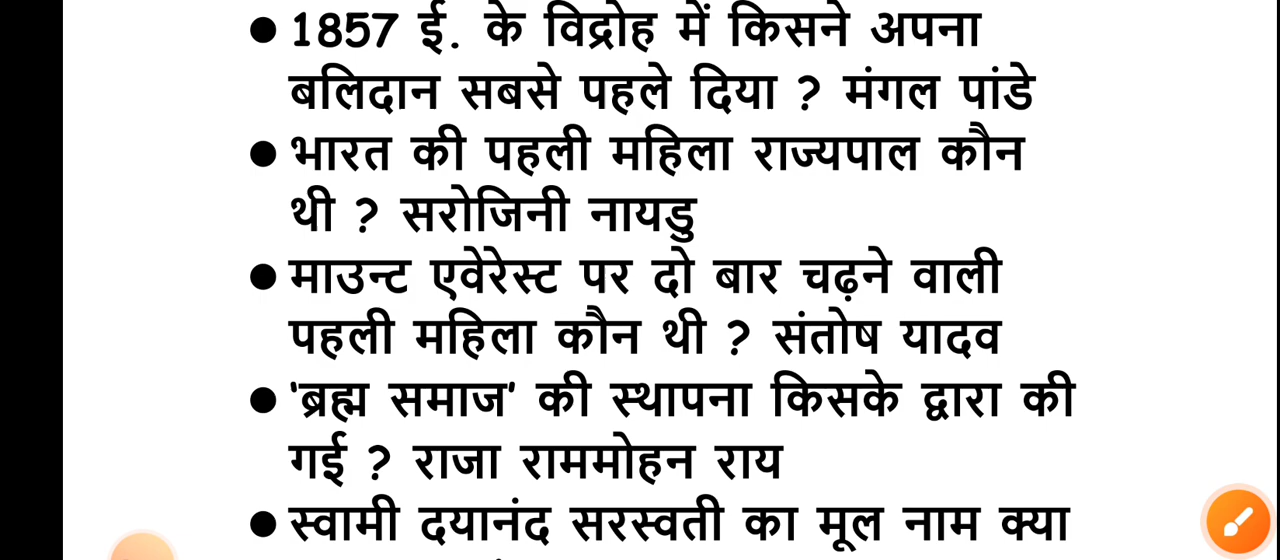 ● 1857 ई. के विद्रोह में किसने अपना
बलिदान सबसे पहले दिया ? मंगल पांडे
● भारत की पहली महिला राज्यपाल कौन
थी ? सरोजिनी नायडु
● माउन्ट एवेरेस्ट पर दो बार चढ़ने वाली
पहली महिला कौन थी ? संतोष यादव
● 'ब्रह्म समाज' की स्थापना किसके द्वारा की
गई ? राजा राममोहन राय
● स्वामी दयानंद सरस्वती का मूल नाम क्या